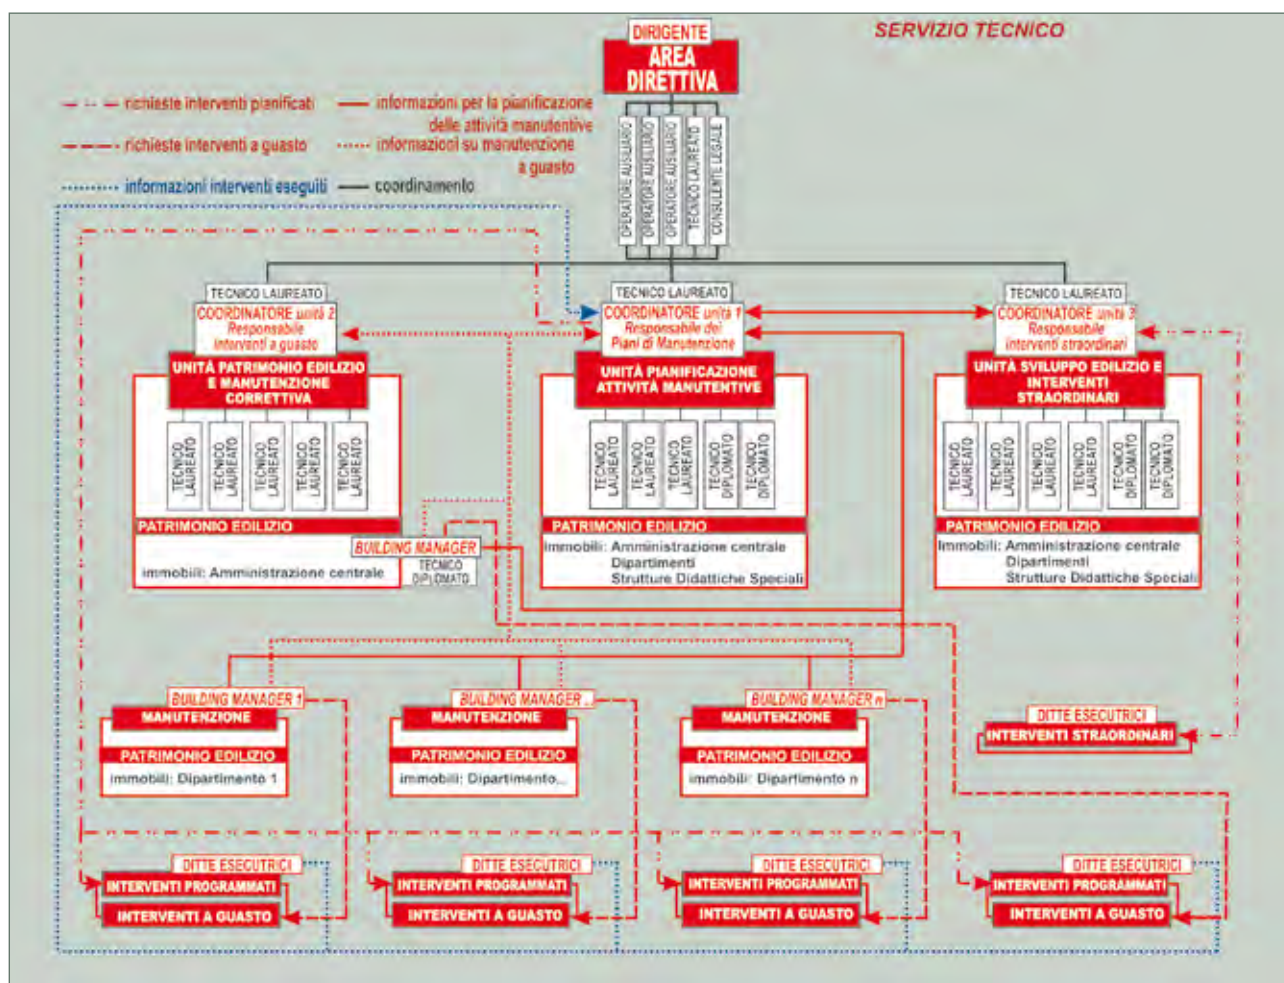 SERVIZIO TECNICO
DIRIGENTE
AREA
DIRETTIVA
richieste interventi pianificati
informazioni per la pianificazione
delle attività manutentive
richieste interventi a guasto
informazioni su manutenzione
a guasto
informazioni interventi eseguiti
coordinamento
OPERATORE AUSILIARIO
OPERATORE AUSILIARIO
OPERATORE AUSILIARIO
TECNICO LAUREATO
CONSULENTE LEGALE
TECNICO LAUREATO
COORDINATORE unità 2
Responsabile
Interventi a guasto
UNITÀ PATRIMONIO EDILIZIO
E MANUTENZIONE
CORRETTIVA
TECNICO
LAUREATO
TECNICO
LAUREATO
TECNICO
LAUREATO
TECNICO
LAUREATO
TECNICO
LAUREATO
PATRIMONIO EDILIZIO
immobili: Amministrazione centrale
BUILDING MANAGER
TECNICO
DIPLOMATO
TECNICO LAUREATO
COORDINATORE unità 1
Responsabile dei
Piani di Manutenzione
UNITÀ PIANIFICAZIONE
ATTIVITÀ MANUTENTIVE
TECNICO
LAUREATO
TECNICO
LAUREATO
TECNICO
LAUREATO
TECNICO
DIPLOMATO
TECNICO
DIPLOMATO
PATRIMONIO EDILIZIO
immobili: Amministrazione centrale
Dipartimenti
Strutture Didattiche Speciali
TECNICO LAUREATO
COORDINATORE unità 3
Responsabile
interventi straordinari
UNITÀ SVILUPPO EDILIZIO E
INTERVENTI
STRAORDINARI
TECNICO
LAUREATO
TECNICO
LAUREATO
TECNICO
LAUREATO
TECNICO
LAUREATO
TECNICO
DIPLOMATO
TECNICO
DIPLOMATO
PATRIMONIO EDILIZIO
Immobili: Amministrazione centrale
Dipartimenti
Strutture Didattiche Speciali
BUILDING MANAGER 1
MANUTENZIONE
PATRIMONIO EDILIZIO
immobili: Dipartimento 1
BUILDING MANAGER ..
MANUTENZIONE
PATRIMONIO EDILIZIO
immobili: Dipartimento...
BUILDING MANAGER n
MANUTENZIONE
PATRIMONIO EDILIZIO
immobili: Dipartimento n
DITTE ESECUTRICI
INTERVENTI STRAORDINARI
DITTE ESECUTRICI
INTERVENTI PROGRAMMATI
INTERVENTI A GUASTO
DITTE ESECUTRICI
INTERVENTI PROGRAMMATI
INTERVENTI A GUASTO
DITTE ESECUTRICI
INTERVENTI PROGRAMMATI
INTERVENTI A GUASTO
DITTE ESECUTRICI
INTERVENTI PROGRAMMATI
INTERVENTI A GUASTO